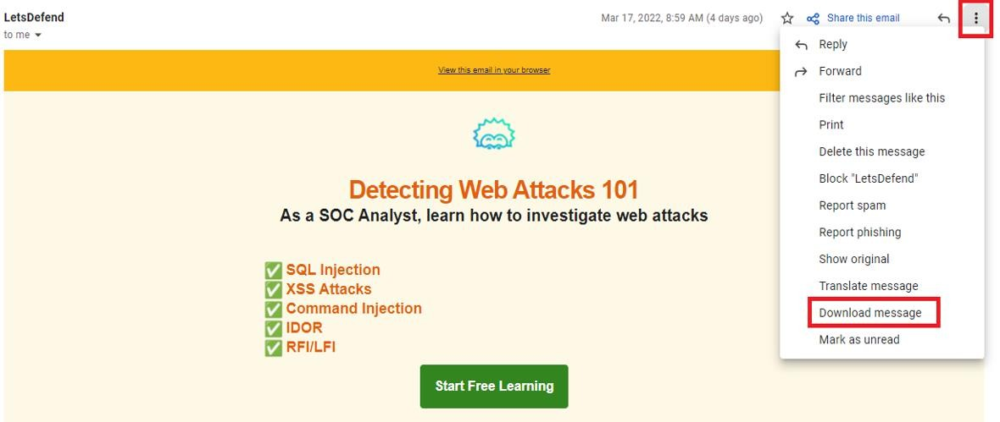 LetsDefend
Mar 17, 2022, 8:59 AM (4 days ago)
Share this email
to me
View this email in your browser
Detecting Web Attacks 101
As a SOC Analyst, learn how to investigate web attacks
✅ SQL Injection
✅ XSS Attacks
✅ Command Injection
✅ IDOR
✅ RFI/LFI
Start Free Learning
Reply
Forward
Filter messages like this
Print
Delete this message
Block "LetsDefend"
Report spam
Report phishing
Show original
Translate message
Download message
Mark as unread